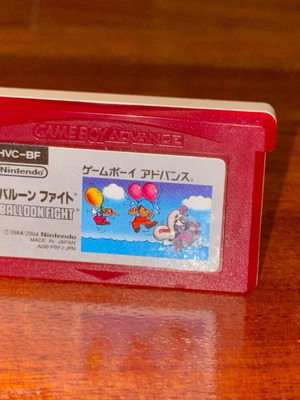 GAME BOY ADVANCE
HVC-BF
Nintendo
ゲームボーイ アドバンス
バルーン ファイト
BALLOON FIGHT
©1984-2004 Nintendo
MADE IN JAPAN
AGB-FBFJ-JPN